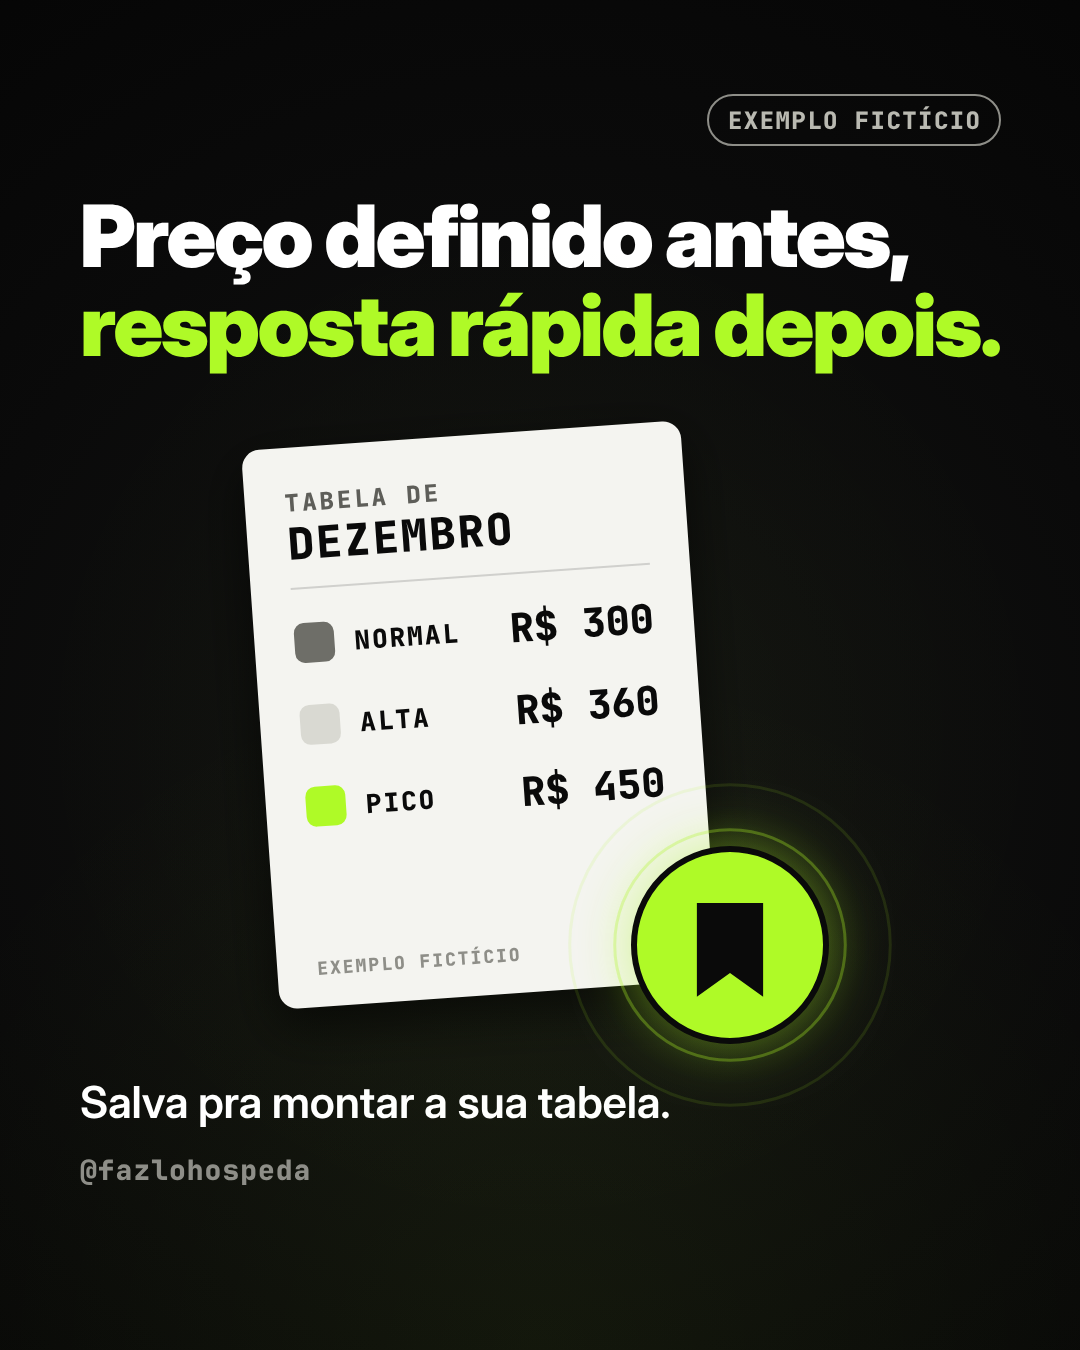 EXEMPLO FICTÍCIO
Preço definido antes,
resposta rápida depois.
TABELA DE
DEZEMBRO
NORMAL R$ 300
ALTA R$ 360
PICO R$ 450
EXEMPLO FICTÍCIO
Salva pra montar a sua tabela.
@fazlohospeda